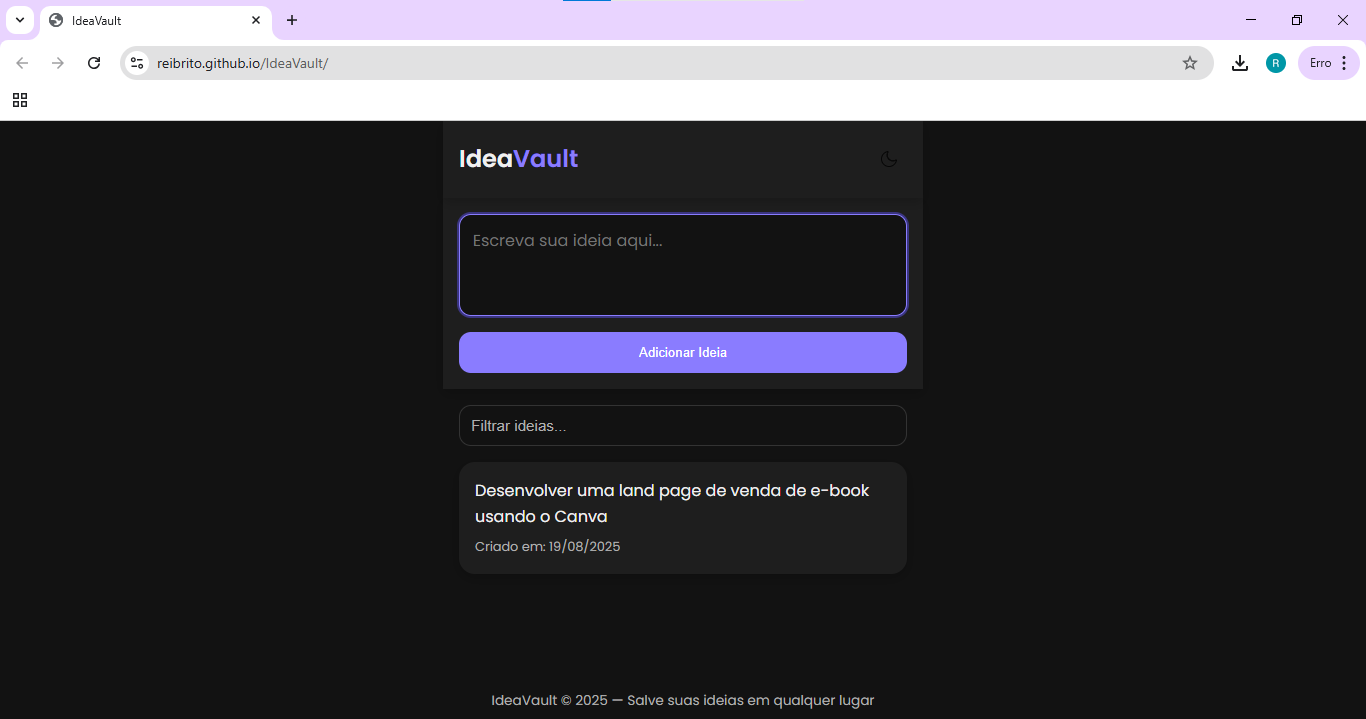 IdeaVault
reibrito.github.io/IdeaVault/
R
Erro
IdeaVault
Escreva sua ideia aqui...
Adicionar Ideia
Filtrar ideias...
Desenvolver uma land page de venda de e-book
usando o Canva
Criado em: 19/08/2025
IdeaVault © 2025 — Salve suas ideias em qualquer lugar